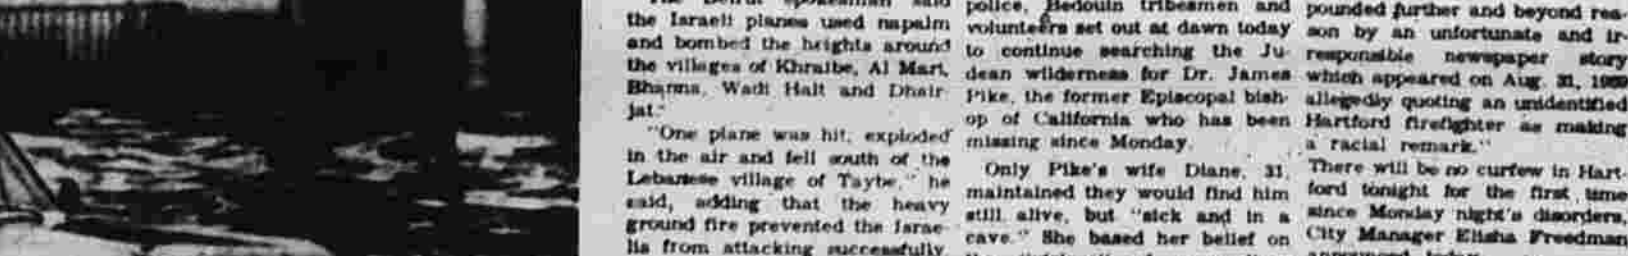 the Israeli planes used napalm
and bombed the heights around
the villages of Khraibe, Al Mari,
Bhanna, Wadi Halt and Dhair-
jat.
"One plane was hit, exploded
in the air and fell south of the
Lebanese village of Taybe," he
said, adding that the heavy
ground fire prevented the Israe-
lis from attacking successfully.
police, Bedouin tribesmen and
volunteers set out at dawn today
to continue searching the Ju-
dean wilderness for Dr. James
Pike, the former Episcopal bish-
op of California who has been
missing since Monday.
Only Pike's wife Diane, 31,
maintained they would find him
still alive, but "sick and in a
cave." She based her belief on
pounded further and beyond rea-
son by an unfortunate and ir-
responsible newspaper story
which appeared on Aug. 31, 1969
allegedly quoting an unidentified
Hartford firefighter as making
a racial remark."
There will be no curfew in Hart-
ford tonight for the first time
since Monday night's disorders,
City Manager Elisha Freedman
announced today